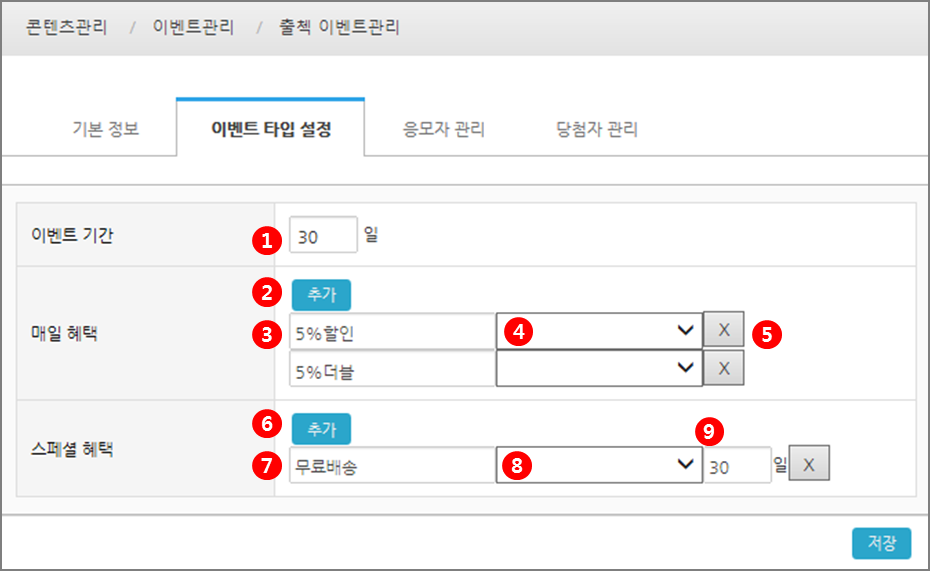 콘텐츠관리 / 이벤트관리 / 출첵 이벤트관리
기본 정보 이벤트 타입 설정 응모자 관리 당첨자 관리
이벤트 기간 1 30 일
2 추가
매일 혜택 3 5%할인 4 X 5
5%더블 X
6 추가 9
스페셜 혜택 7 무료배송 8 30 일 X
저장